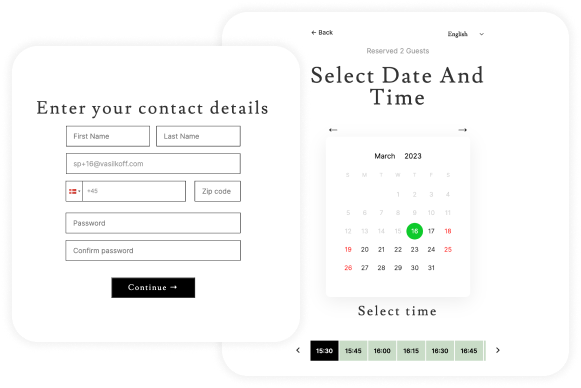 Enter your contact details
First Name
Last Name
sp+16@vasilkoff.com
+45
Zip code
Password
Confirm password
Continue →
← Back
English
Reserved 2 Guests
Select Date And
Time
← →
March 2023
S M T W T F S
1 2 3 4
5 6 7 8 9 10 11
12 13 14 15 16 17 18
19 20 21 22 23 24 25
26 27 28 29 30 31
Select time
‹ 15:30 15:45 16:00 16:15 16:30 16:45 ›